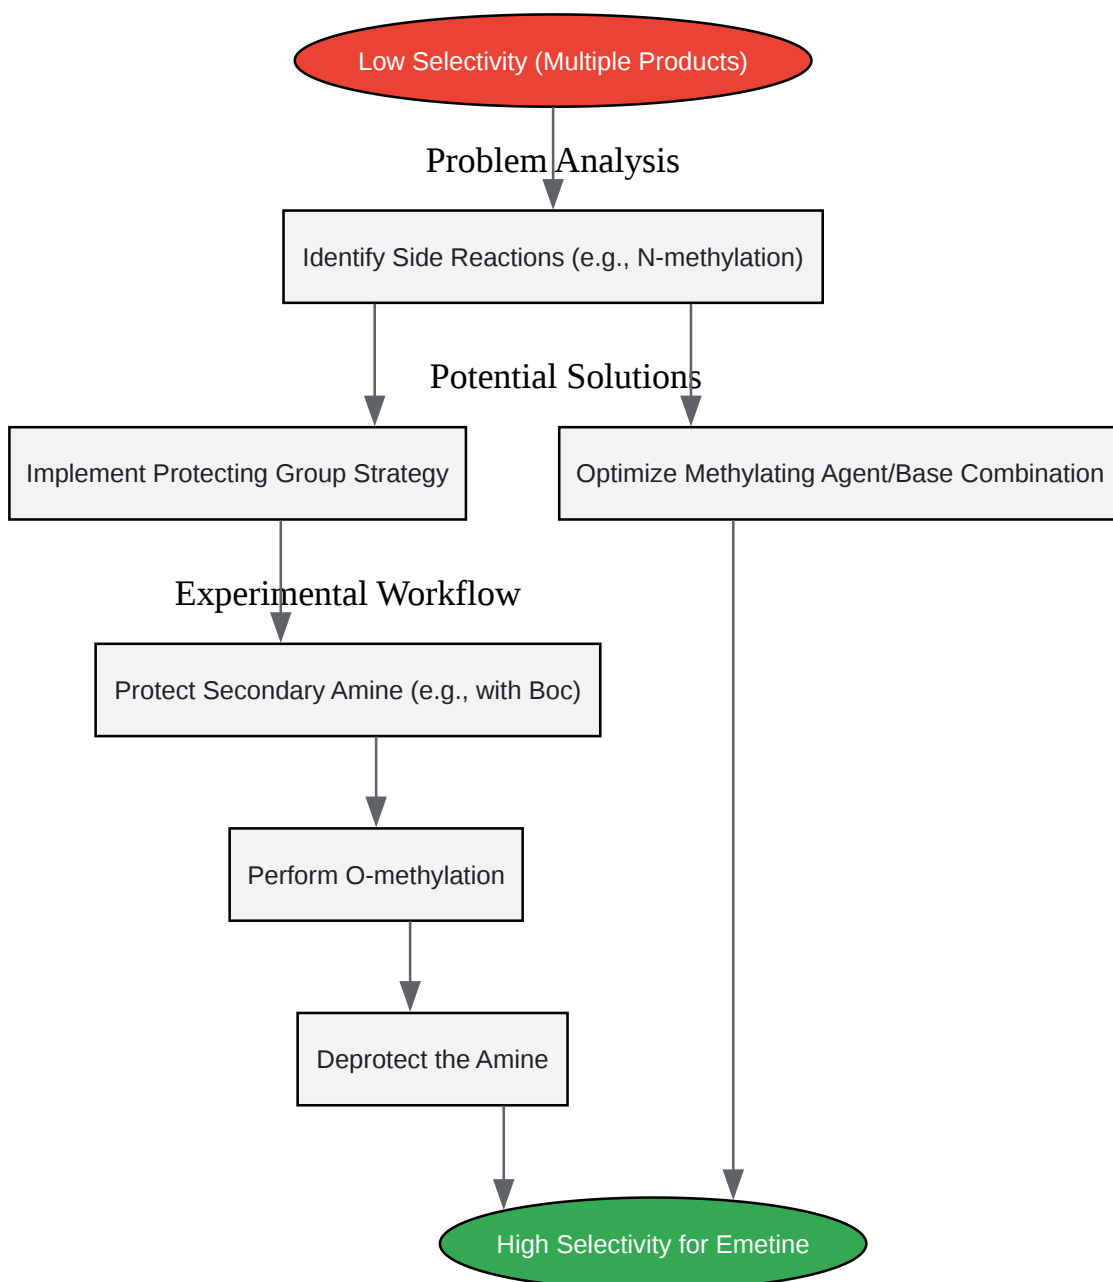 Low Selectivity (Multiple Products)
Problem Analysis
Identify Side Reactions (e.g., N-methylation)
Potential Solutions
Implement Protecting Group Strategy
Optimize Methylating Agent/Base Combination
Experimental Workflow
Protect Secondary Amine (e.g., with Boc)
Perform O-methylation
Deprotect the Amine
High Selectivity for Emetine